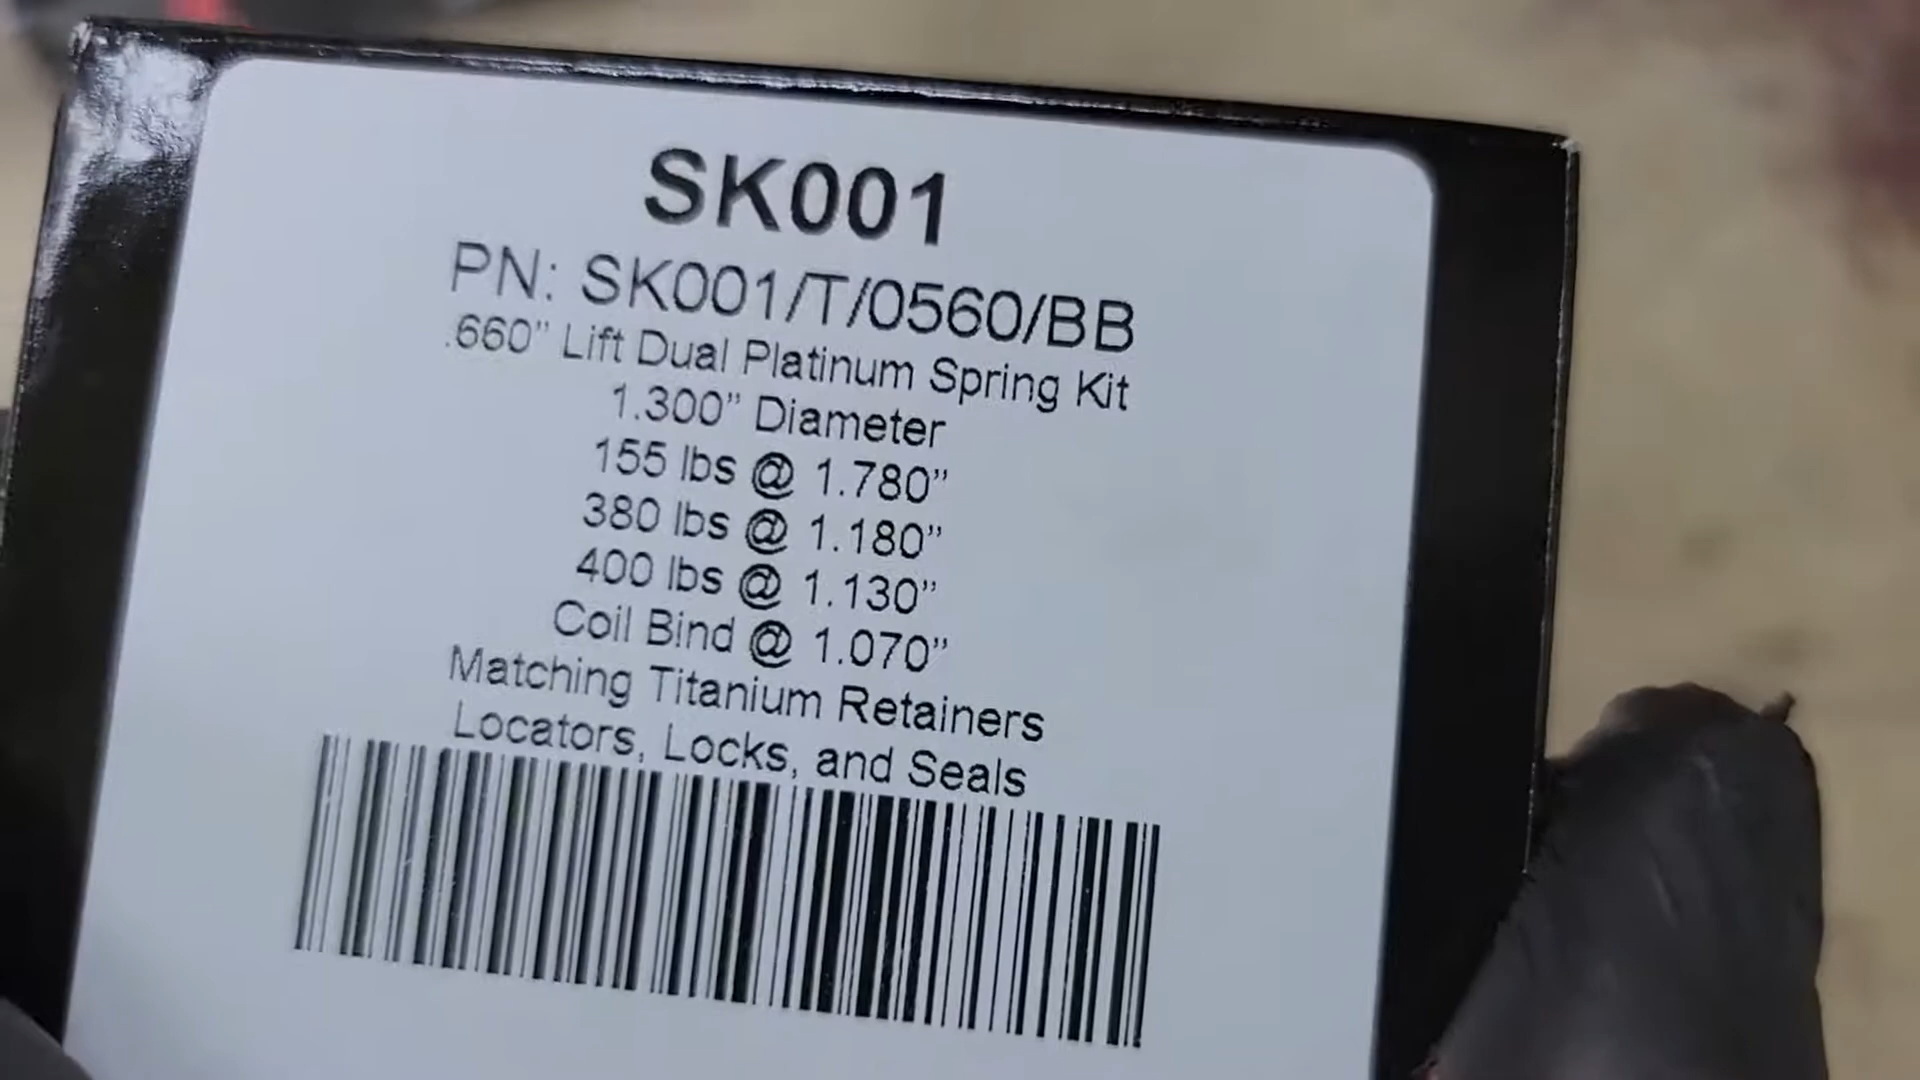 SK001
PN: SK001/T/0560/BB
.660” Lift Dual Platinum Spring Kit
1.300” Diameter
155 lbs @ 1.780”
380 lbs @ 1.180”
400 lbs @ 1.130”
Coil Bind @ 1.070”
Matching Titanium Retainers
Locators, Locks, and Seals